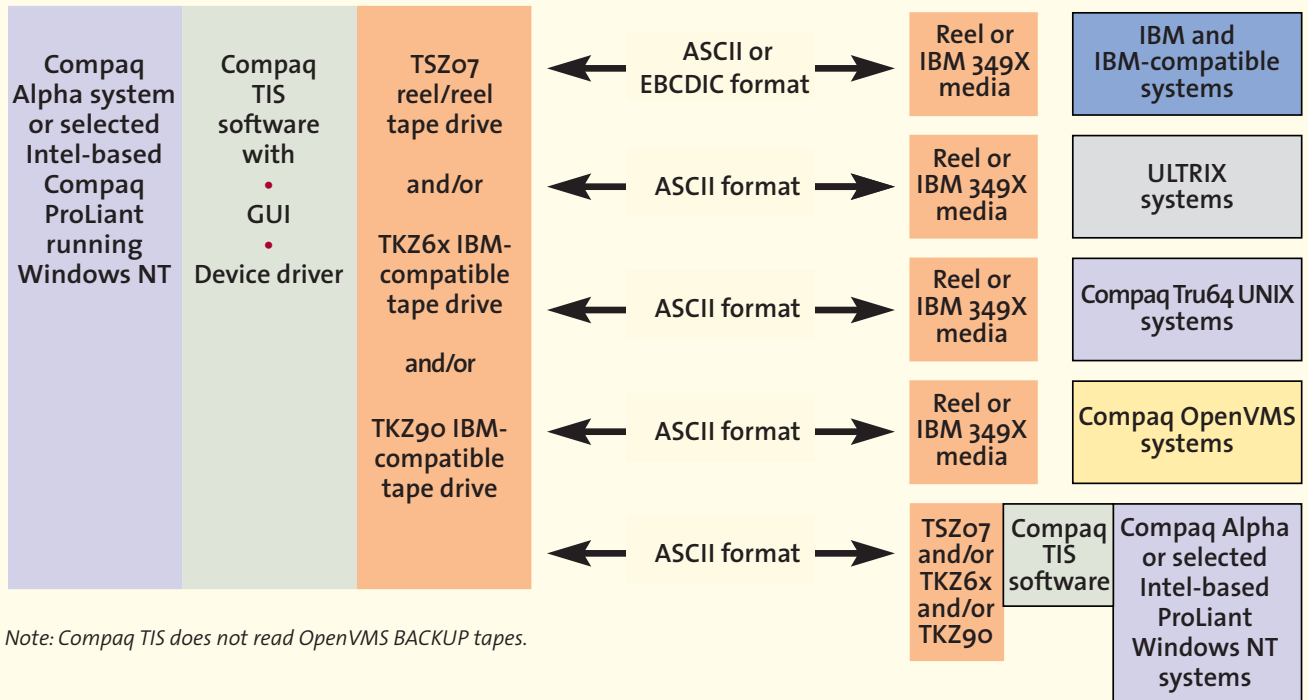 Compaq
Alpha system
or selected
Intel-based
Compaq
ProLiant
running
Windows NT
Compaq
TIS
software
with
•
GUI
•
Device driver
TSZ07
reel/reel
tape drive
and/or
TKZ6x IBM-
compatible
tape drive
and/or
TKZ90 IBM-
compatible
tape drive
ASCII or
EBCDIC format
Reel or
IBM 349X
media
IBM and
IBM-compatible
systems
ASCII format
Reel or
IBM 349X
media
ULTRIX
systems
ASCII format
Reel or
IBM 349X
media
Compaq Tru64 UNIX
systems
ASCII format
Reel or
IBM 349X
media
Compaq OpenVMS
systems
ASCII format
TSZ07
and/or
TKZ6x
and/or
TKZ90
Compaq
TIS
software
Compaq Alpha
or selected
Intel-based
ProLiant
Windows NT
systems
Note: Compaq TIS does not read OpenVMS BACKUP tapes.